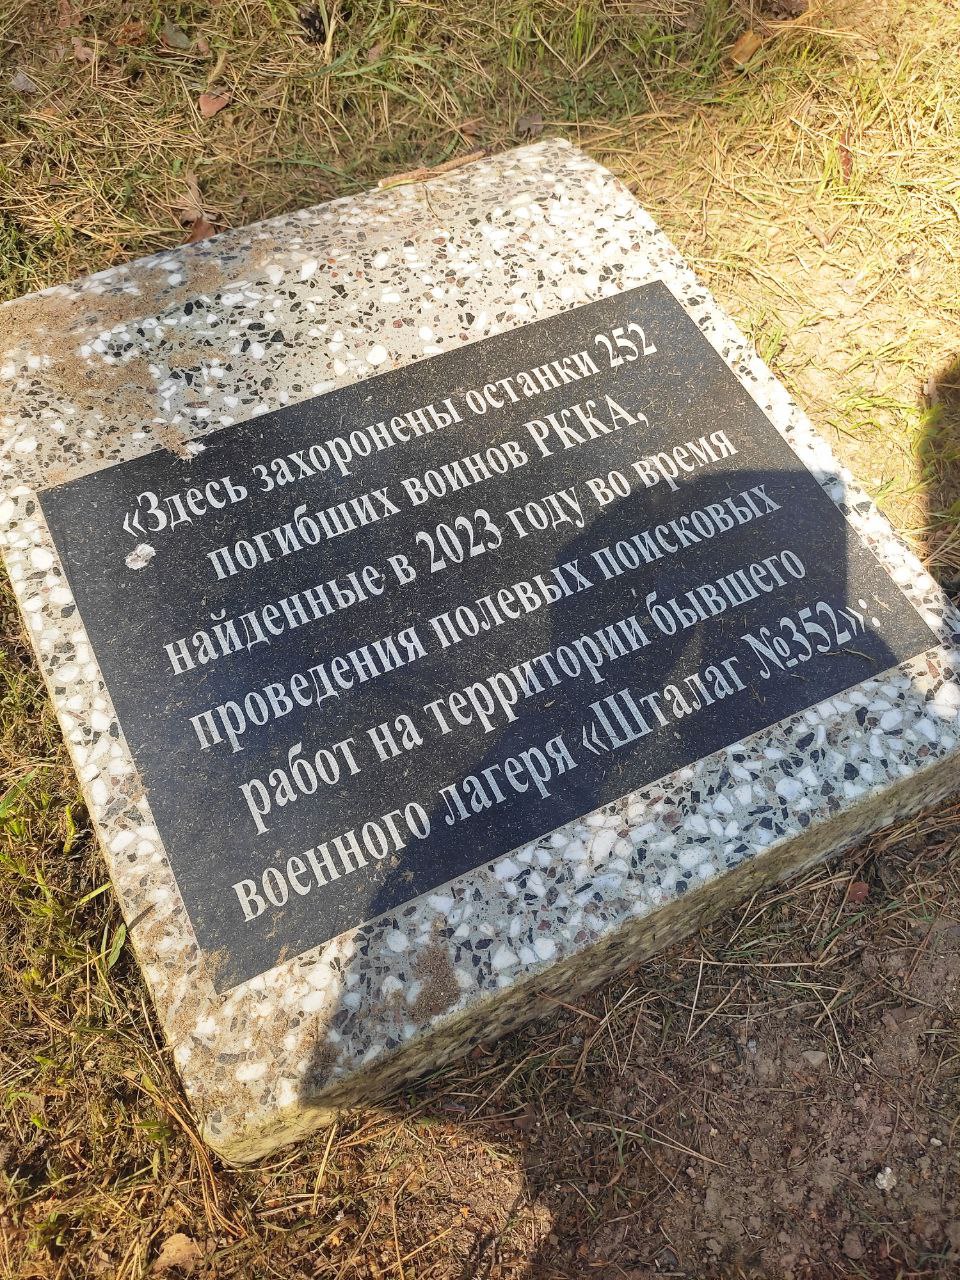 «Здесь захоронены останки 252
погибших воинов РККА,
найденные в 2023 году во время
проведения полевых поисковых
работ на территории бывшего
военного лагеря «Шталаг №352»: